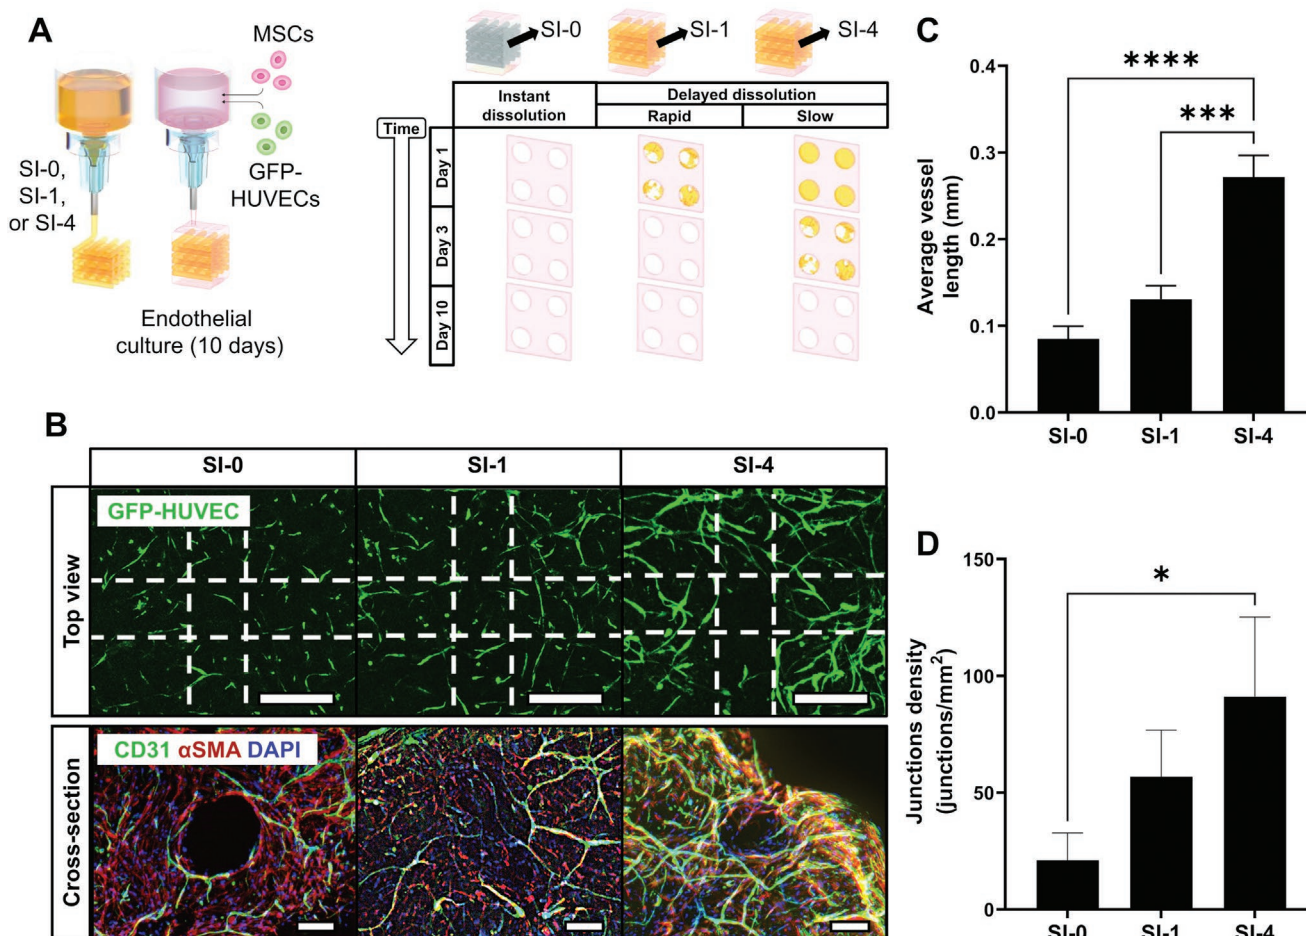 A
MSCs
SI-0,
SI-1,
or SI-4
GFP-
HUVECs
Endothelial
culture (10 days)
SI-0
SI-1
SI-4
Instant
dissolution
Delayed dissolution
Rapid
Slow
Time
Day 1
Day 3
Day 10
B
SI-0
SI-1
SI-4
Top view
GFP-HUVEC
Cross-section
CD31 αSMA DAPI
C
Average vessel
length (mm)
0.4
0.3
0.2
0.1
0.0
****
***
SI-0
SI-1
SI-4
D
Junctions density
(junctions/mm²)
150
100
50
0
*
SI-0
SI-1
SI-4